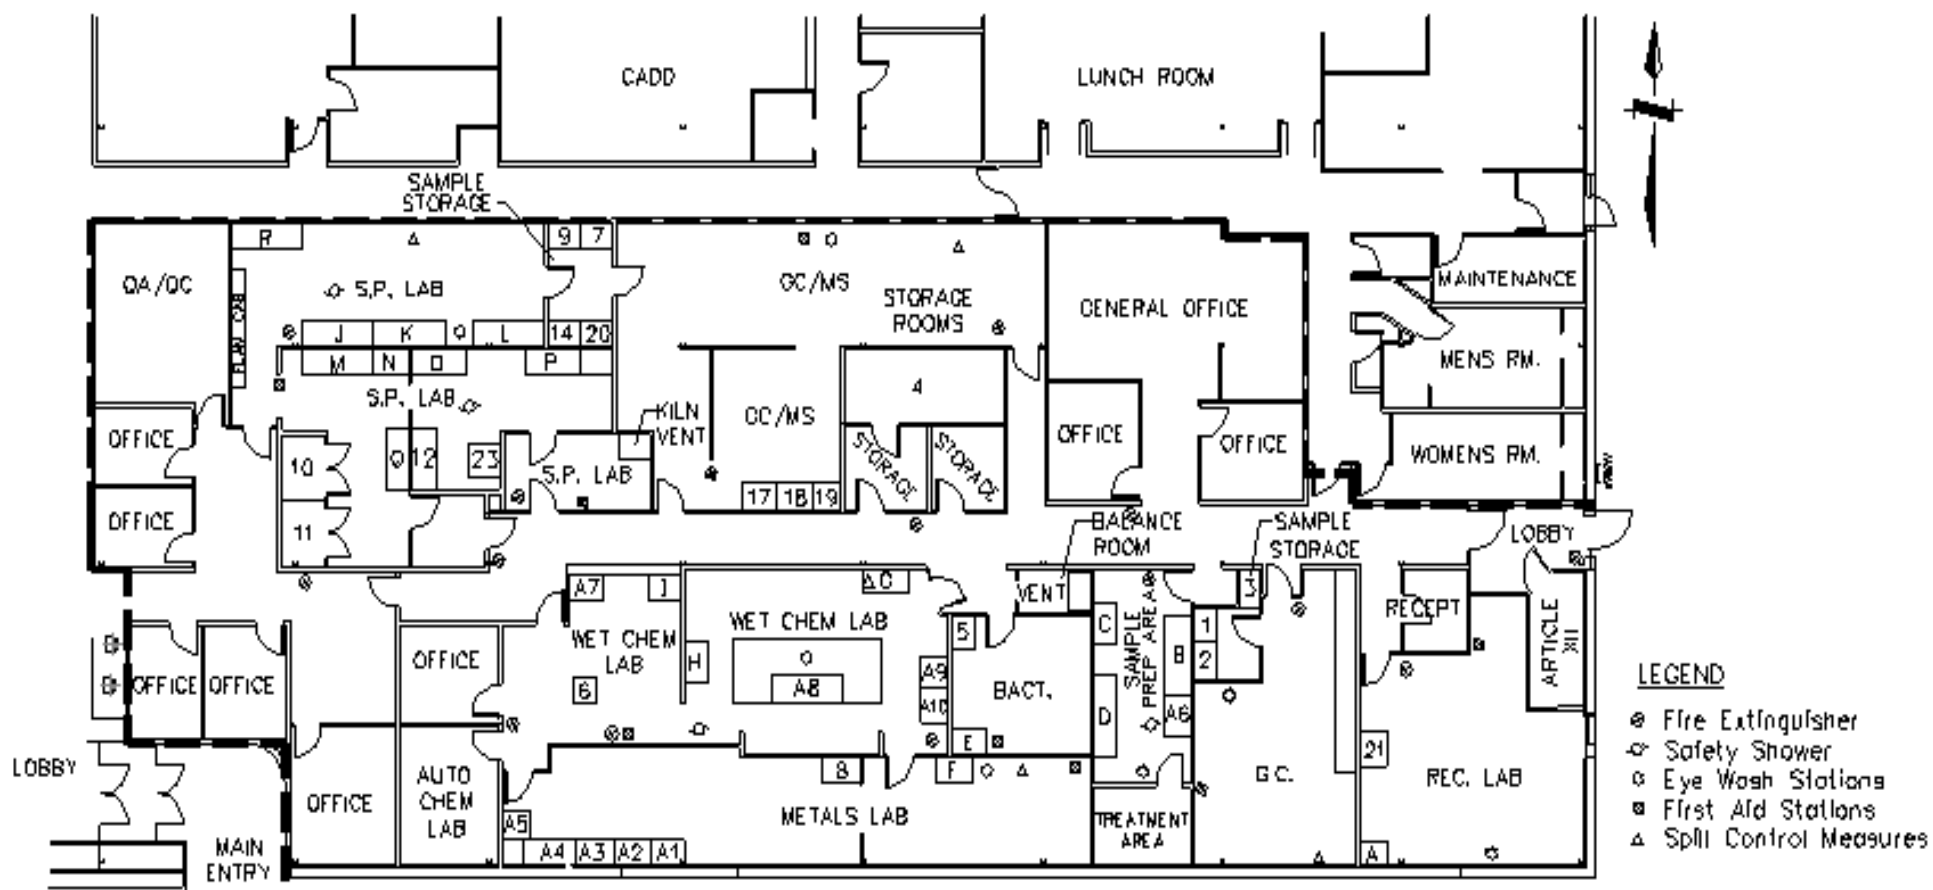 CADD
LUNCH ROOM
SAMPLE
STORAGE
R
9
7
QA/QC
S.P. LAB
GC/MS
STORAGE
ROOMS
GENERAL OFFICE
MAINTENANCE
J
K
L
14
20
M
N
O
P
4
MENS RM.
S.P. LAB
KILN
VENT
GC/MS
OFFICE
OFFICE
OFFICE
WOMENS RM.
10
Q
12
23
S.P. LAB
STORAGE
STORAGE
17
18
19
OFFICE
11
BALANCE
ROOM
SAMPLE
STORAGE
LOBBY
A7
I
VENT
3
RECEPT
WET CHEM
LAB
WET CHEM LAB
5
C
SAMPLE
PREP AREA
1
B
2
ARTICLE
XII
OFFICE
H
A9
OFFICE
OFFICE
6
A8
A10
BACT.
D
A6
LEGEND
Fire Extinguisher
Safety Shower
Eye Wash Stations
First Aid Stations
Spill Control Measures
E
21
LOBBY
AUTO
CHEM
LAB
8
F
G.C.
REC. LAB
OFFICE
METALS LAB
TREATMENT
AREA
A5
MAIN
ENTRY
A4
A3
A2
A1
A